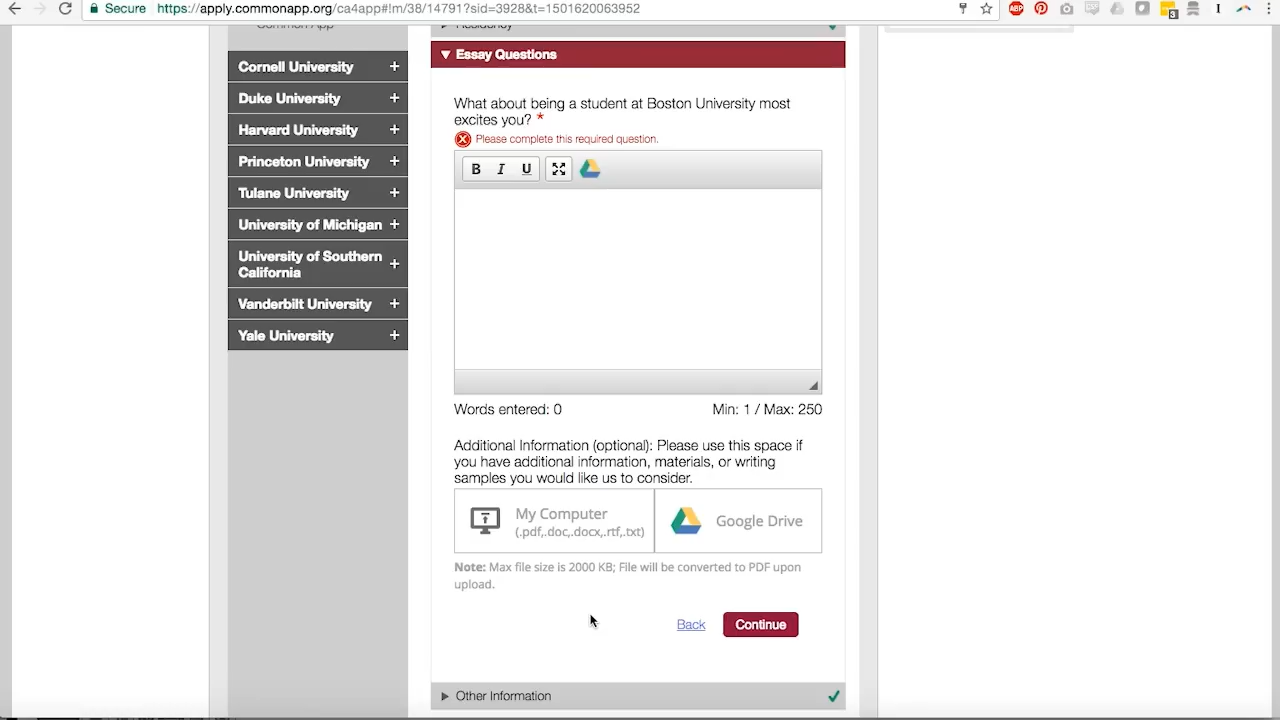 Secure https://apply.commonapp.org/ca4app#!m/38/14791?sid=3928&t=1501620063952
ABP
3
Common App
Cornell University +
Duke University +
Harvard University +
Princeton University +
Tulane University +
University of Michigan +
University of Southern
California +
Vanderbilt University +
Yale University +
Residency
Essay Questions
What about being a student at Boston University most
excites you? *
Please complete this required question.
B I U
Words entered: 0 Min: 1 / Max: 250
Additional Information (optional): Please use this space if
you have additional information, materials, or writing
samples you would like us to consider.
My Computer
(.pdf,.doc,.docx,.rtf,.txt)
Google Drive
Note: Max file size is 2000 KB; File will be converted to PDF upon
upload.
Back Continue
Other Information